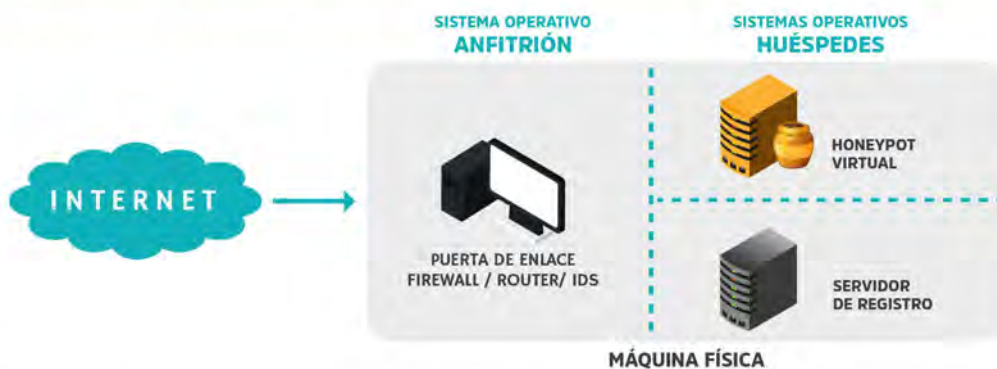 SISTEMA OPERATIVO
ANFITRIÓN
SISTEMAS OPERATIVOS
HUÉSPEDES
INTERNET
PUERTA DE ENLACE
FIREWALL / ROUTER/ IDS
HONEYPOT
VIRTUAL
SERVIDOR
DE REGISTRO
MÁQUINA FÍSICA